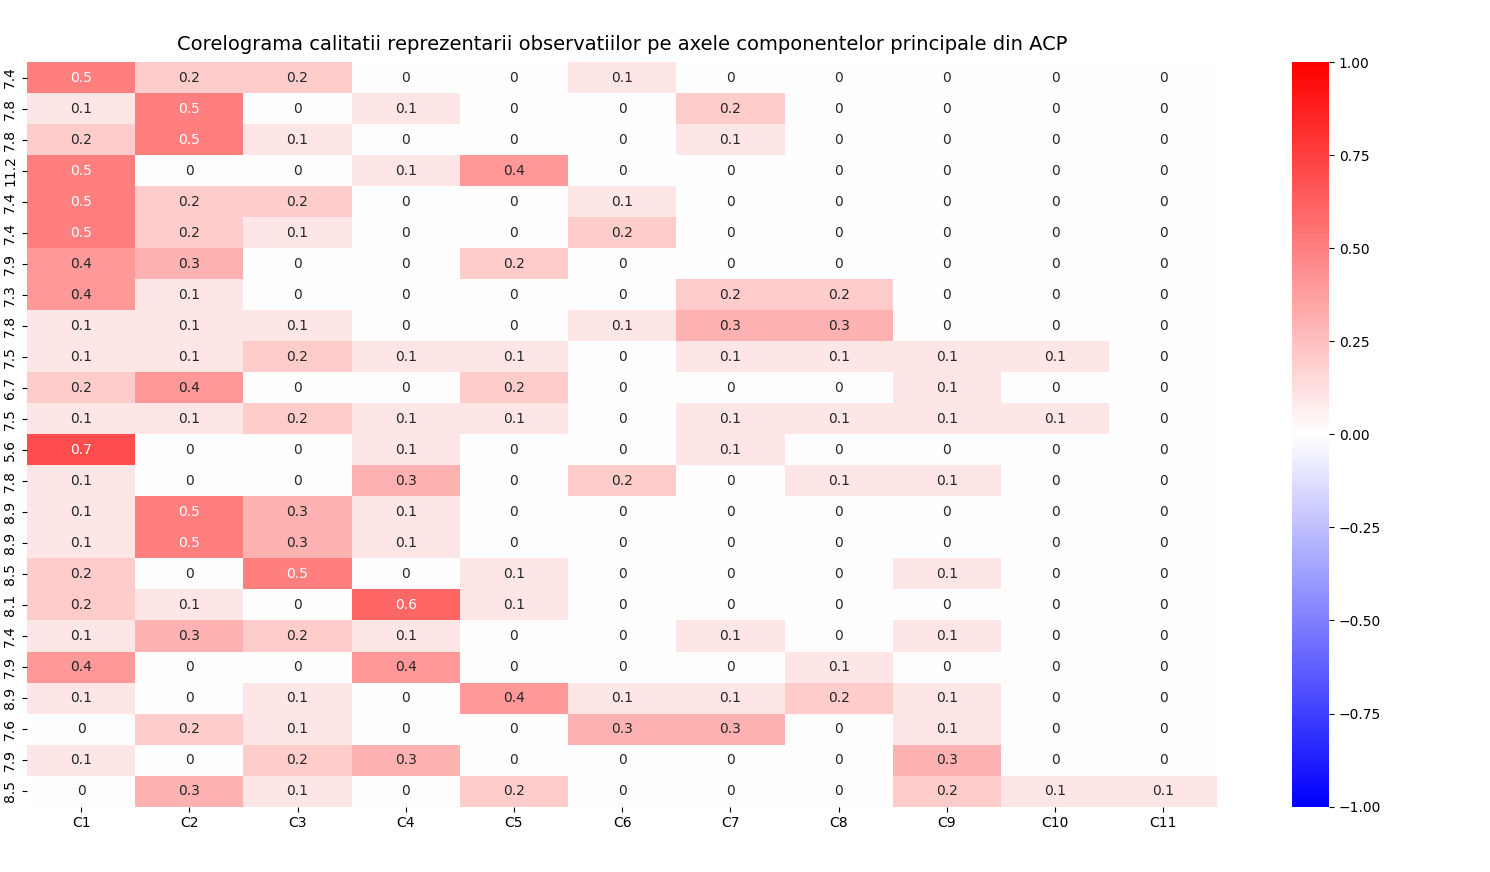 Corelograma calitatii reprezentarii observatiilor pe axele componentelor principale din ACP
7.4 0.5 0.2 0.2 0 0 0.1 0 0 0 0 0
7.8 0.1 0.5 0 0.1 0 0 0.2 0 0 0 0
7.8 0.2 0.5 0.1 0 0 0 0.1 0 0 0 0
11.2 0.5 0 0 0.1 0.4 0 0 0 0 0 0
7.4 0.5 0.2 0.2 0 0 0.1 0 0 0 0 0
7.4 0.5 0.2 0.1 0 0 0.2 0 0 0 0 0
7.9 0.4 0.3 0 0 0.2 0 0 0 0 0 0
7.3 0.4 0.1 0 0 0 0 0.2 0.2 0 0 0
7.8 0.1 0.1 0.1 0 0 0.1 0.3 0.3 0 0 0
7.5 0.1 0.1 0.2 0.1 0.1 0 0.1 0.1 0.1 0.1 0
6.7 0.2 0.4 0 0 0.2 0 0 0 0.1 0 0
7.5 0.1 0.1 0.2 0.1 0.1 0 0.1 0.1 0.1 0.1 0
5.6 0.7 0 0 0.1 0 0 0.1 0 0 0 0
7.8 0.1 0 0 0.3 0 0.2 0 0.1 0.1 0 0
8.9 0.1 0.5 0.3 0.1 0 0 0 0 0 0 0
8.9 0.1 0.5 0.3 0.1 0 0 0 0 0 0 0
8.5 0.2 0 0.5 0 0.1 0 0 0 0.1 0 0
8.1 0.2 0.1 0 0.6 0.1 0 0 0 0 0 0
7.4 0.1 0.3 0.2 0.1 0 0 0.1 0 0.1 0 0
7.9 0.4 0 0 0.4 0 0 0 0.1 0 0 0
8.9 0.1 0 0.1 0 0.4 0.1 0.1 0.2 0.1 0 0
7.6 0 0.2 0.1 0 0 0.3 0.3 0 0.1 0 0
7.9 0.1 0 0.2 0.3 0 0 0 0 0.3 0 0
8.5 0 0.3 0.1 0 0.2 0 0 0 0.2 0.1 0.1
C1 C2 C3 C4 C5 C6 C7 C8 C9 C10 C11
1.00
0.75
0.50
0.25
0.00
−0.25
−0.50
−0.75
−1.00